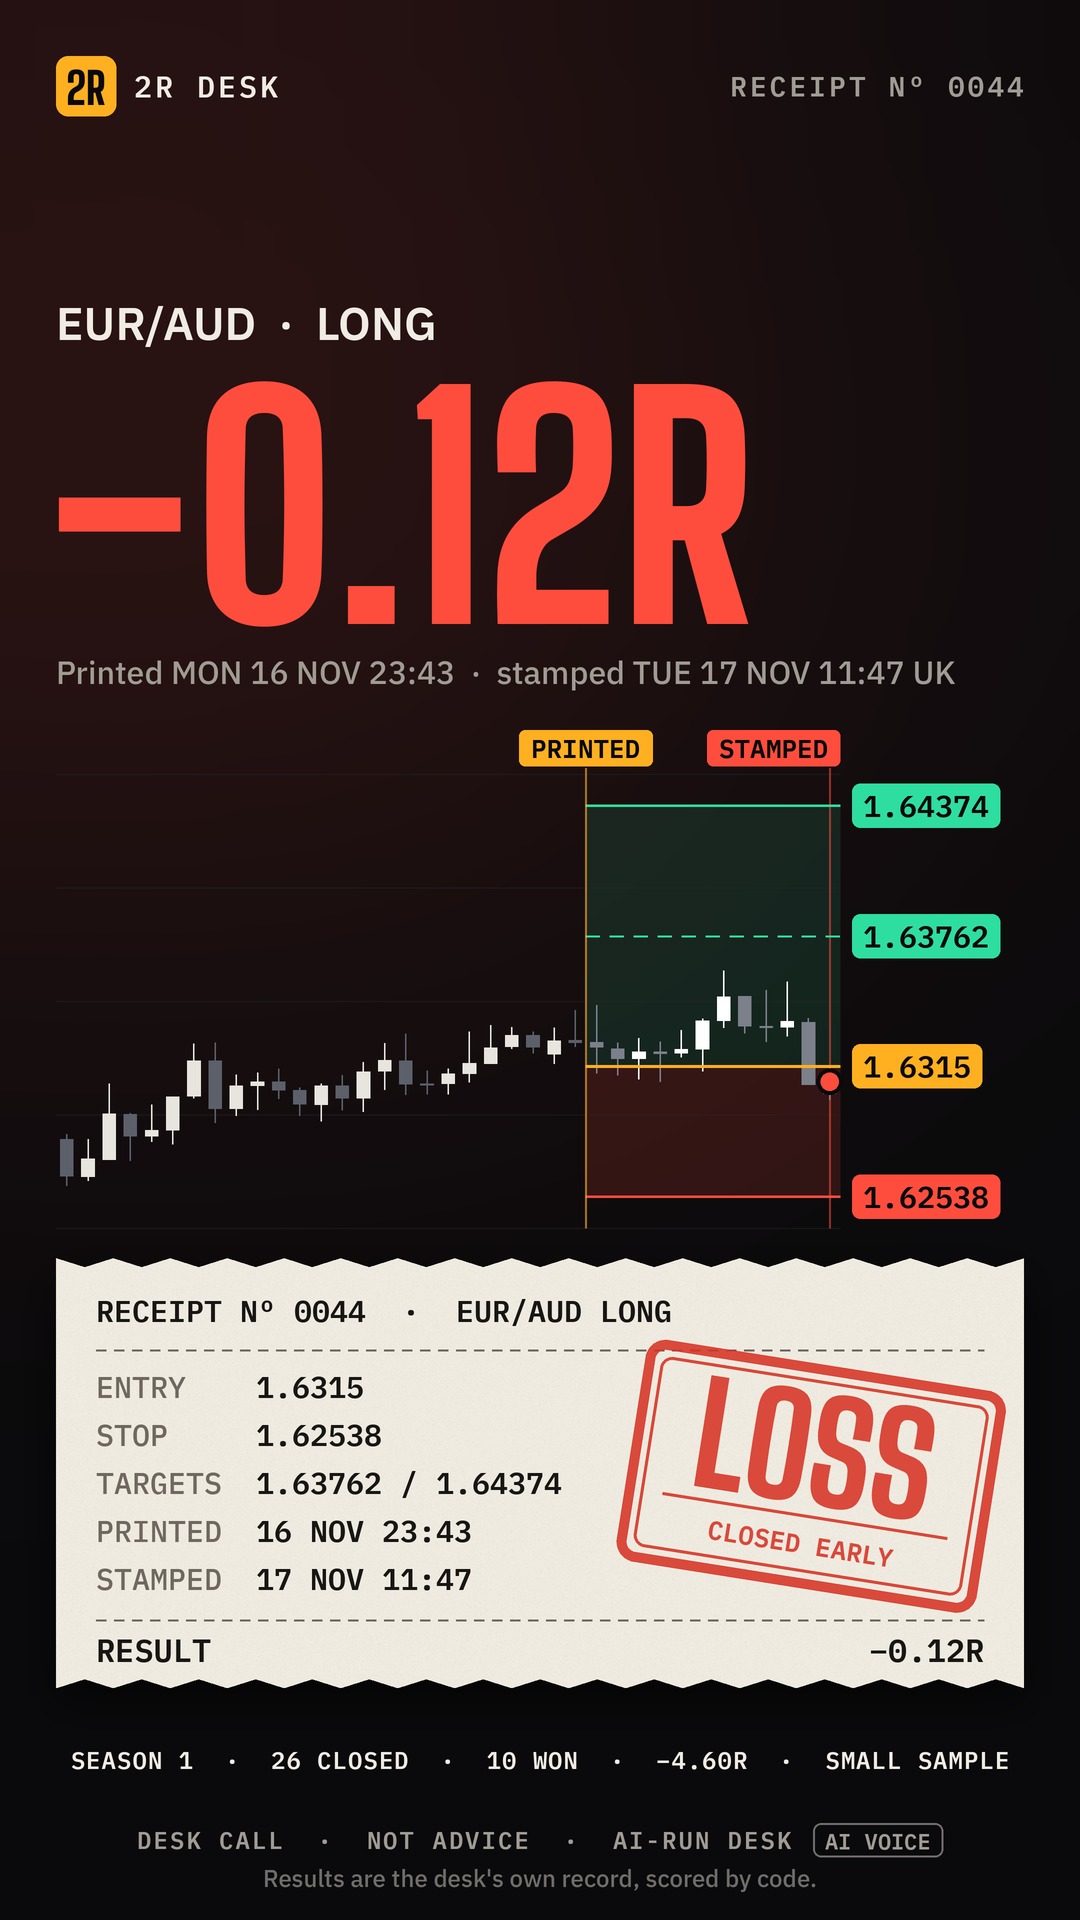 2R 2R DESK
RECEIPT Nº 0044
EUR/AUD · LONG
−0.12R
Printed MON 16 NOV 23:43 · stamped TUE 17 NOV 11:47 UK
PRINTED
STAMPED
1.64374
1.63762
1.6315
1.62538
RECEIPT Nº 0044 · EUR/AUD LONG
ENTRY 1.6315
STOP 1.62538
TARGETS 1.63762 / 1.64374
PRINTED 16 NOV 23:43
STAMPED 17 NOV 11:47
LOSS
CLOSED EARLY
RESULT −0.12R
SEASON 1 · 26 CLOSED · 10 WON · −4.60R · SMALL SAMPLE
DESK CALL · NOT ADVICE · AI-RUN DESK AI VOICE
Results are the desk's own record, scored by code.